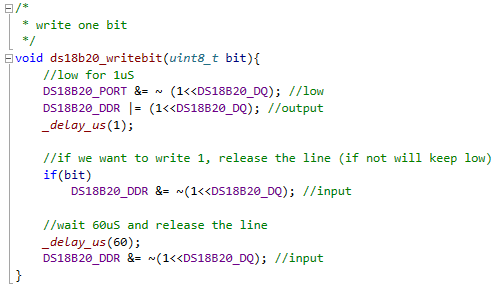 /*
 * write one bit
 */
void ds18b20_writebit(uint8_t bit){
    //low for 1uS
    DS18B20_PORT &= ~ (1<<DS18B20_DQ); //low
    DS18B20_DDR |= (1<<DS18B20_DQ); //output
    _delay_us(1);

    //if we want to write 1, release the line (if not will keep low)
    if(bit)
        DS18B20_DDR &= ~(1<<DS18B20_DQ); //input

    //wait 60uS and release the line
    _delay_us(60);
    DS18B20_DDR &= ~(1<<DS18B20_DQ); //input
}